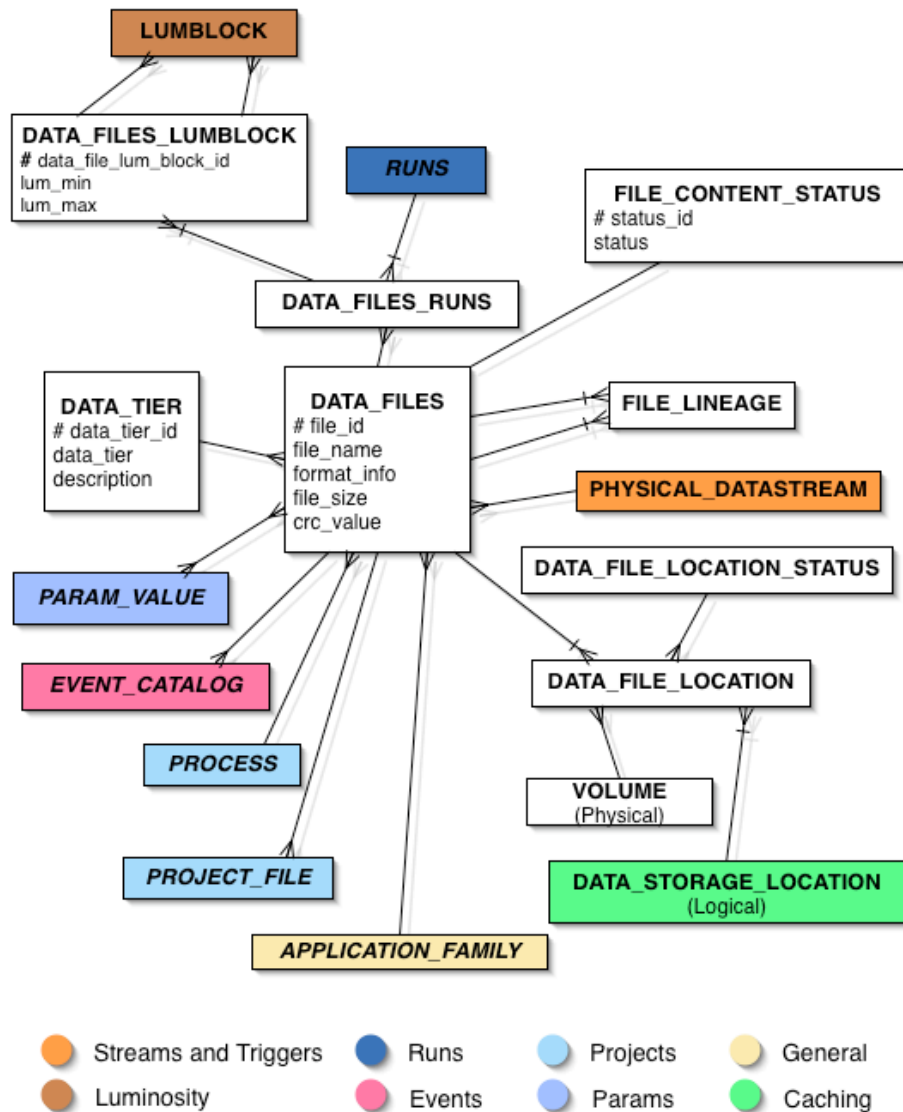 LUMBLOCK
DATA_FILES_LUMBLOCK
# data_file_lum_block_id
lum_min
lum_max
RUNS
FILE_CONTENT_STATUS
# status_id
status
DATA_FILES_RUNS
DATA_TIER
# data_tier_id
data_tier
description
DATA_FILES
# file_id
file_name
format_info
file_size
crc_value
FILE_LINEAGE
PHYSICAL_DATASTREAM
DATA_FILE_LOCATION_STATUS
PARAM_VALUE
EVENT_CATALOG
DATA_FILE_LOCATION
PROCESS
VOLUME
(Physical)
PROJECT_FILE
DATA_STORAGE_LOCATION
(Logical)
APPLICATION_FAMILY
Streams and Triggers
Runs
Projects
General
Luminosity
Events
Params
Caching